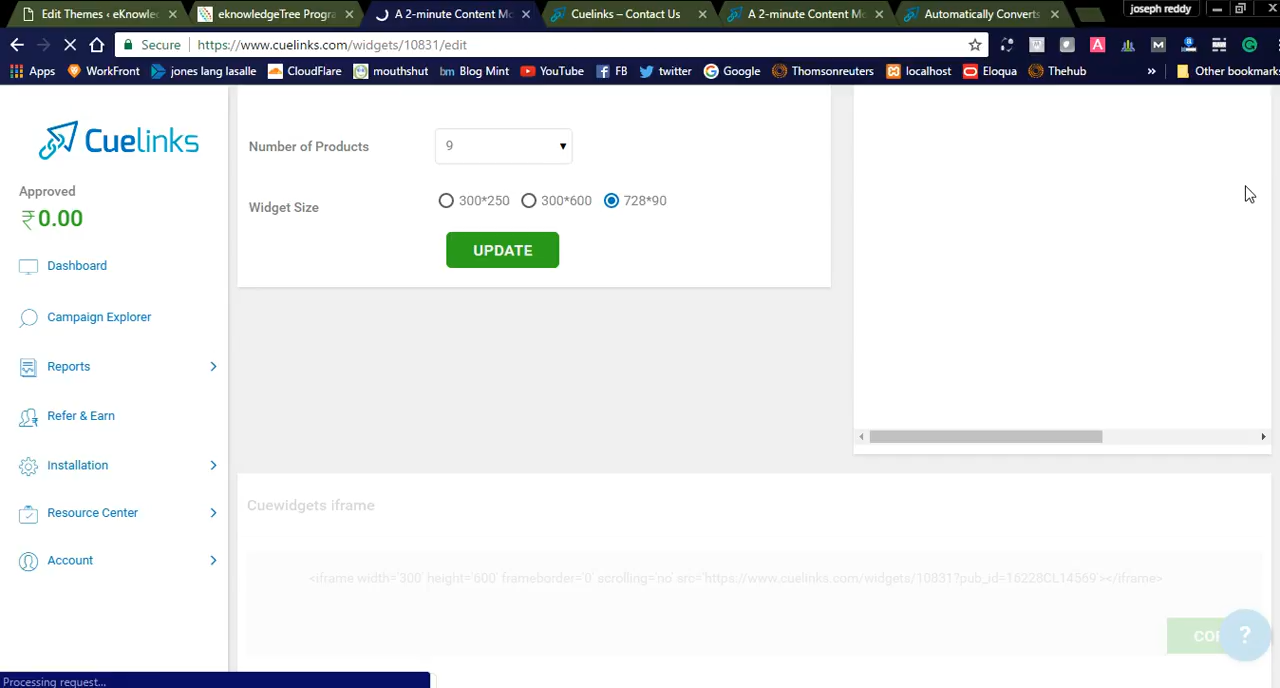 Edit Themes ‹ eKnowle
eknowledgeTree Progra
A 2-minute Content Mo
Cuelinks – Contact Us
A 2-minute Content Mo
Automatically Converts
joseph reddy
Secure
https://www.cuelinks.com/widgets/10831/edit
Apps
WorkFront
jones lang lasalle
CloudFlare
mouthshut
bm Blog Mint
YouTube
FB
twitter
Google
Thomsonreuters
localhost
Eloqua
Thehub
»
Other bookmarks
Cuelinks
Approved
₹0.00
Dashboard
Campaign Explorer
Reports
Refer & Earn
Installation
Resource Center
Account
Number of Products
9
Widget Size
300*250
300*600
728*90
UPDATE
Cuewidgets iframe
<iframe width='300' height='600' frameborder='0' scrolling='no' src='https://www.cuelinks.com/widgets/10831?pub_id=16228CL14569'></iframe>
?
Processing request...